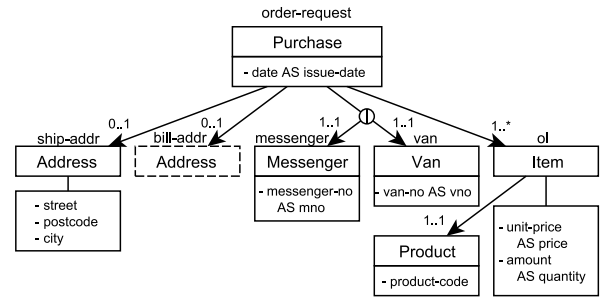 order-request
Purchase
- date AS issue-date
0..1
0..1
1..1
1..1
1..*
ship-addr
bill-addr
messenger
van
ol
Address
Address
Messenger
Van
Item
- messenger-no
AS mno
- van-no AS vno
- street
- postcode
- city
1..1
- unit-price
AS price
- amount
AS quantity
Product
- product-code